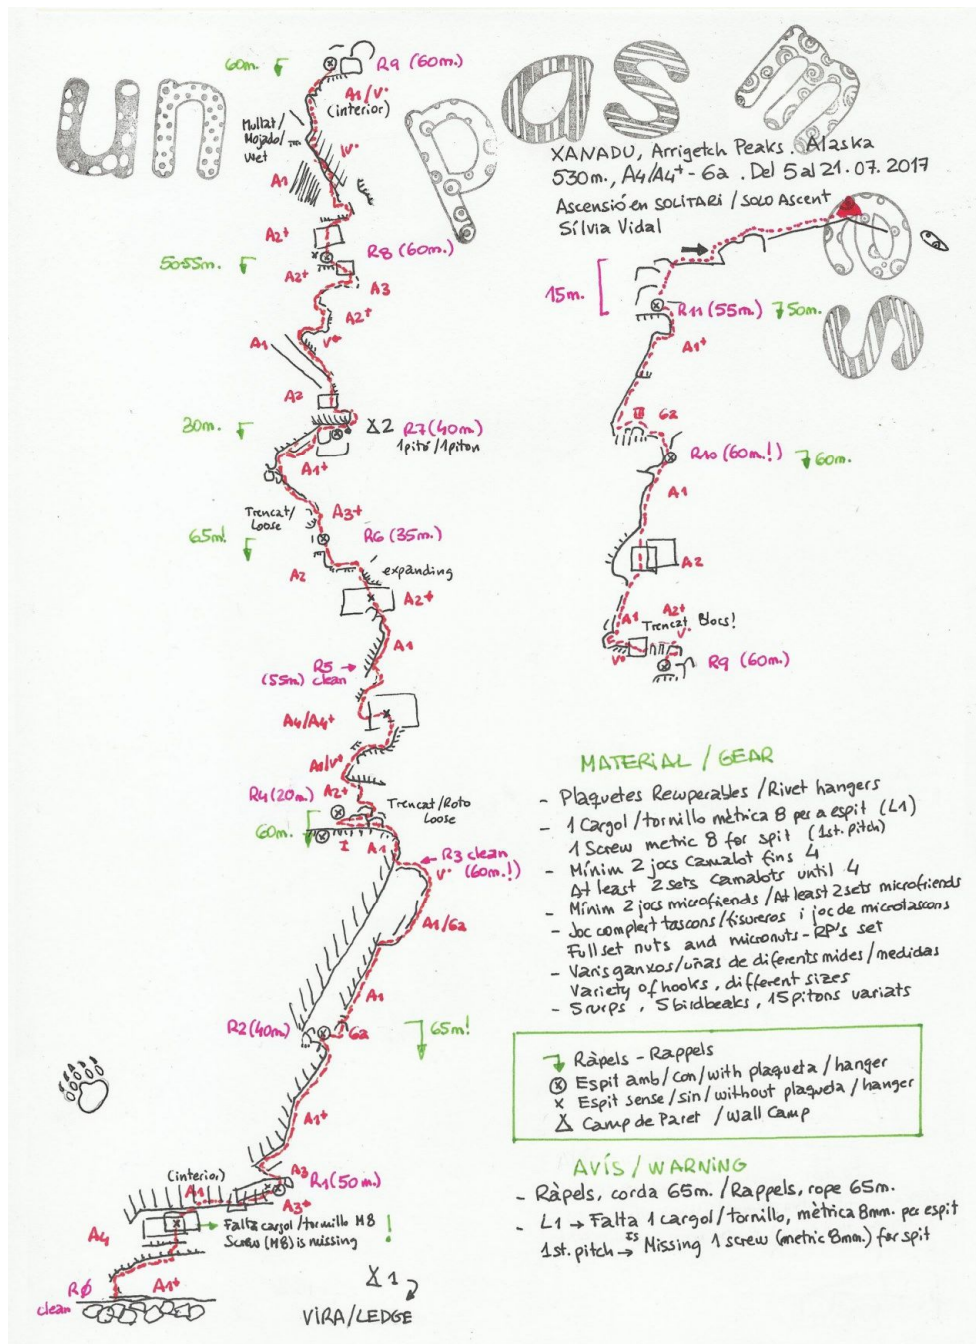 un pas més
XANADU, Arrigetch Peaks. Alaska
530m., A4/A4+ - 6a. Del 5 al 21.07.2017
Ascensió en SOLITARI / SOLO Ascent
Sílvia Vidal
60m.
R9 (60m.)
A1/V°
(interior)
Mullat/
Mojado/
Wet
IV°
A1
A2+
R8 (60m.)
50-55m.
A2+
A3
A2+
V°
A1
A2
30m.
2
R7 (40m.)
1 pitó/1 piton
A1+
Trencat/
Loose
A3+
65m!
R6 (35m.)
A2
expanding
A2+
A1
R5
(55m) clean
A4/A4+
A1/V°
A2+
R4 (20m.)
Trencat/Roto
Loose
60m.
I
A1
R3 clean
(60m.!)
V°
A1/6a
A1
R2 (40m)
6a
65m!
A1+
A3
(interior)
A1
R1 (50m.)
A3+
A4
Falta cargol/tornillo M8
Screw (M8) is missing
!
RØ
clean
A1+
1
VIRA/LEDGE
15m.
R11 (55m.)
50m.
A1+
III
6a
R10 (60m.!)
60m.
A1
A2
A1
A2+
Trencat Blocs!
V°
V°
R9 (60m.)
MATERIAL / GEAR
- Plaquetes Recuperables / Rivet hangers
- 1 Cargol / tornillo mètrica 8 per a espit (L1)
1 Screw metric 8 for spit (1st. pitch)
- Mínim 2 jocs Camalot fins 4
At least 2 sets Camalots until 4
- Mínim 2 jocs microfriends / At least 2 sets microfriends
- Joc complert tascons/fisureros i joc de microtascons
Full set nuts and micronuts - RP's set
- Varis ganxos/uñas de diferents mides / medidas
Variety of hooks, different sizes
- 5 rurps, 5 birdbeaks, 15 pitons variats
Ràpels - Rappels
Espit amb / con / with plaqueta / hanger
x Espit sense / sin / without plaqueta / hanger
Camp de Paret / Wall Camp
AVÍS / WARNING
- Ràpels, corda 65m. / Rappels, rope 65m.
- L1 → Falta 1 cargol / tornillo, mètrica 8mm. per espit
1st. pitch → Is Missing 1 screw (metric 8mm.) for spit